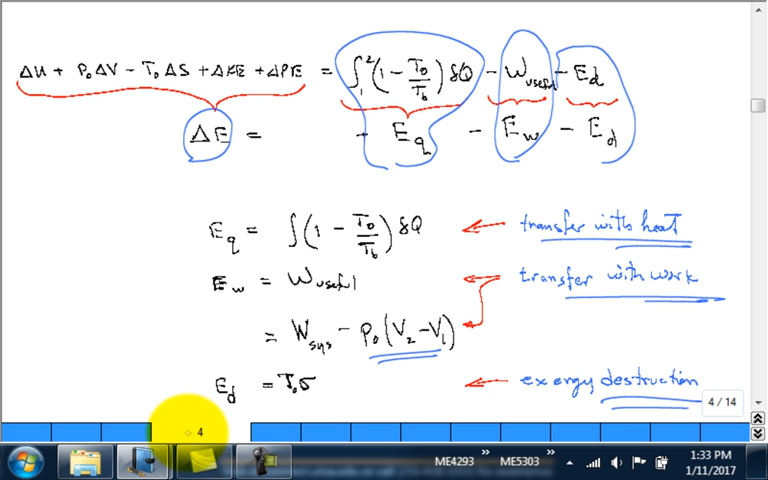 ΔU + P₀ΔV − T₀ΔS + ΔKE + ΔPE = ∫₁²(1 − T₀/T_b) δQ − W_useful − E_d
ΔE = − E_q − E_w − E_d
E_q = ∫(1 − T₀/T_b) δQ ← transfer with heat
E_w = W_useful ← transfer with work
= W_sys − P₀(V₂ − V₁)
E_d = T₀σ ← exergy destruction
4 / 14
4
ME4293 » ME5303 »
1:33 PM
1/11/2017